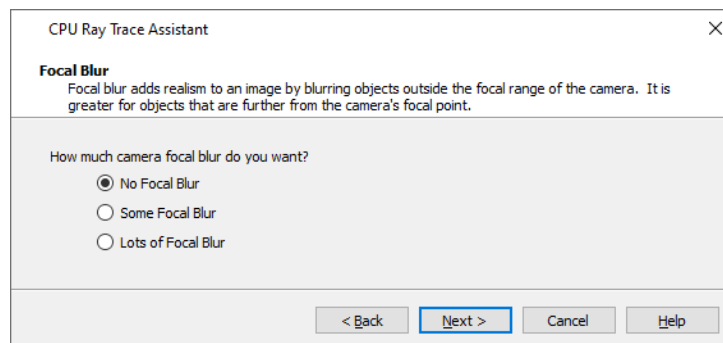 CPU Ray Trace Assistant
Focal Blur
Focal blur adds realism to an image by blurring objects outside the focal range of the camera. It is
greater for objects that are further from the camera's focal point.
How much camera focal blur do you want?
No Focal Blur
Some Focal Blur
Lots of Focal Blur
< Back Next > Cancel Help